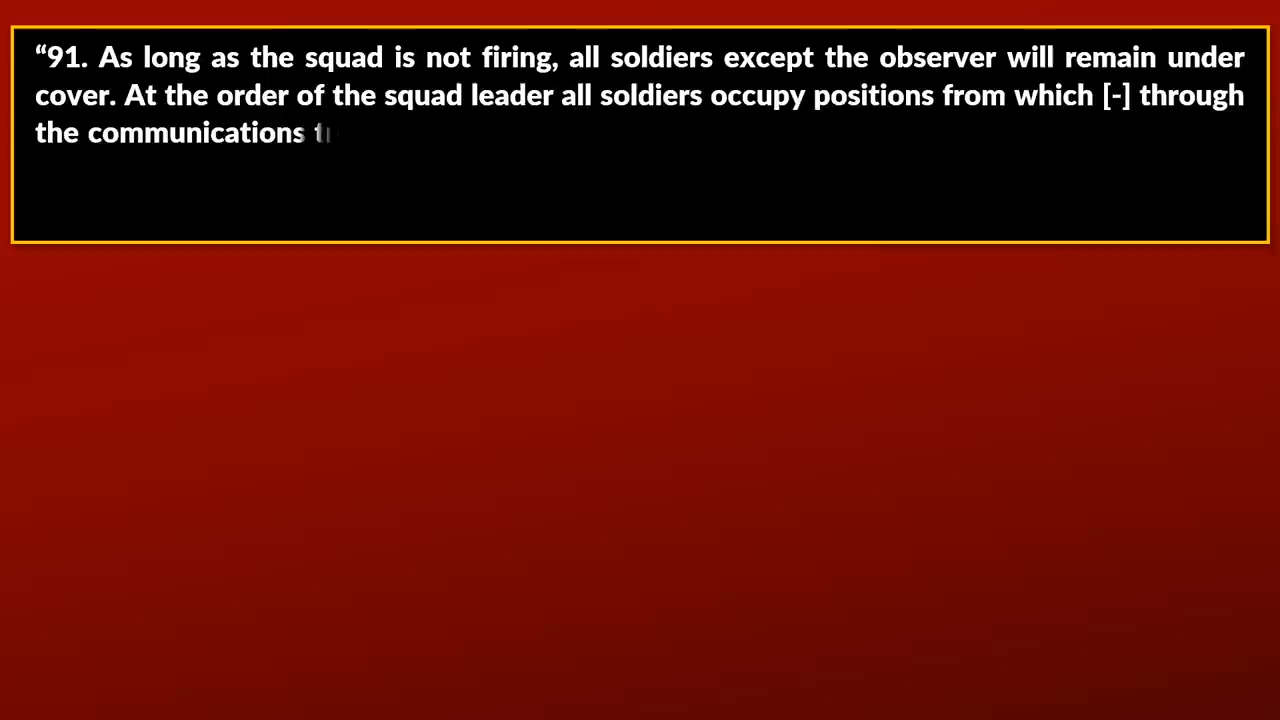 “91. As long as the squad is not firing, all soldiers except the observer will remain under
cover. At the order of the squad leader all soldiers occupy positions from which [-] through
the communications